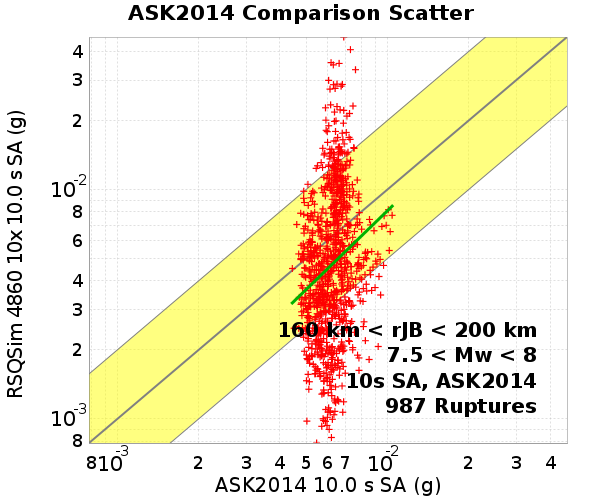 ASK2014 Comparison Scatter
RSQSim 4860 10x 10.0 s SA (g)
4
3
2
10-2
8
6
4
3
2
10-3
8
160 km < rJB < 200 km
7.5 < Mw < 8
10s SA, ASK2014
987 Ruptures
8 10-3 2 3 4 5 6 7 10-2 2 3 4
ASK2014 10.0 s SA (g)